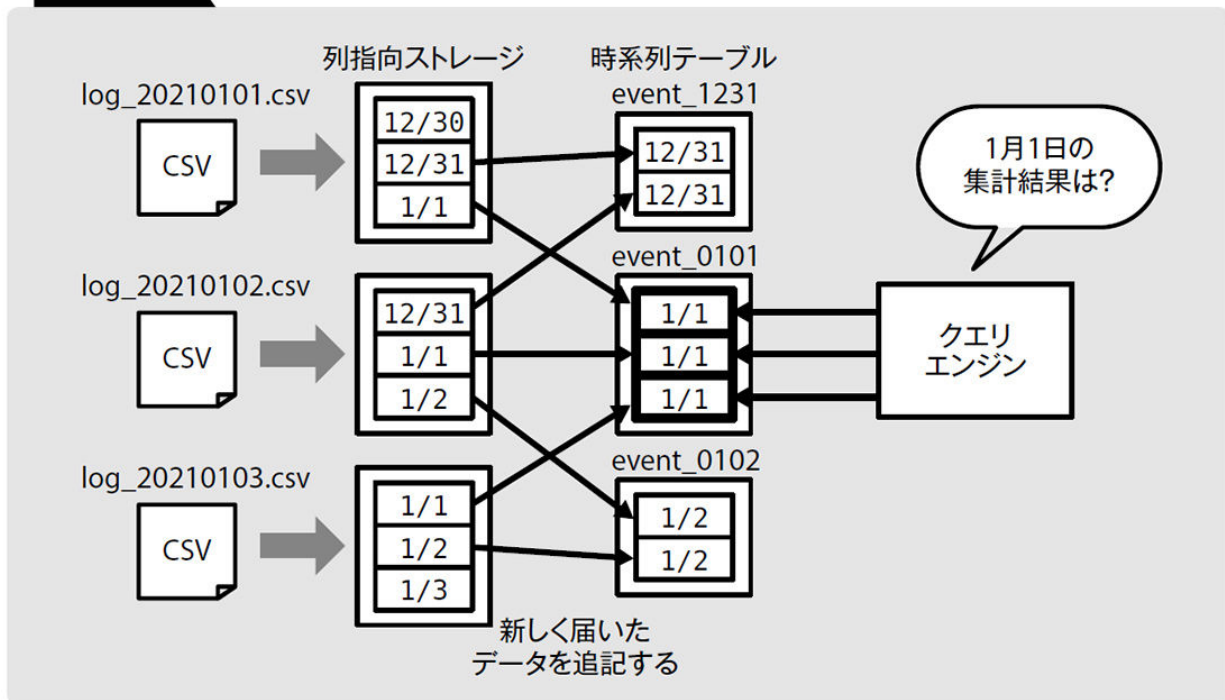 列指向ストレージ
時系列テーブル
log_20210101.csv
CSV
12/30
12/31
1/1
event_1231
12/31
12/31
1月1日の
集計結果は?
log_20210102.csv
CSV
12/31
1/1
1/2
event_0101
1/1
1/1
1/1
クエリ
エンジン
log_20210103.csv
CSV
1/1
1/2
1/3
event_0102
1/2
1/2
新しく届いた
データを追記する